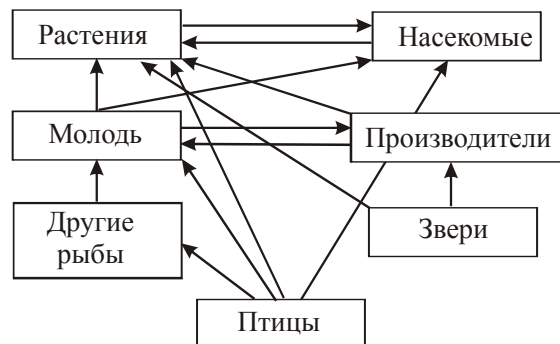 Растения
Насекомые
Молодь
Производители
Другие
рыбы
Звери
Птицы